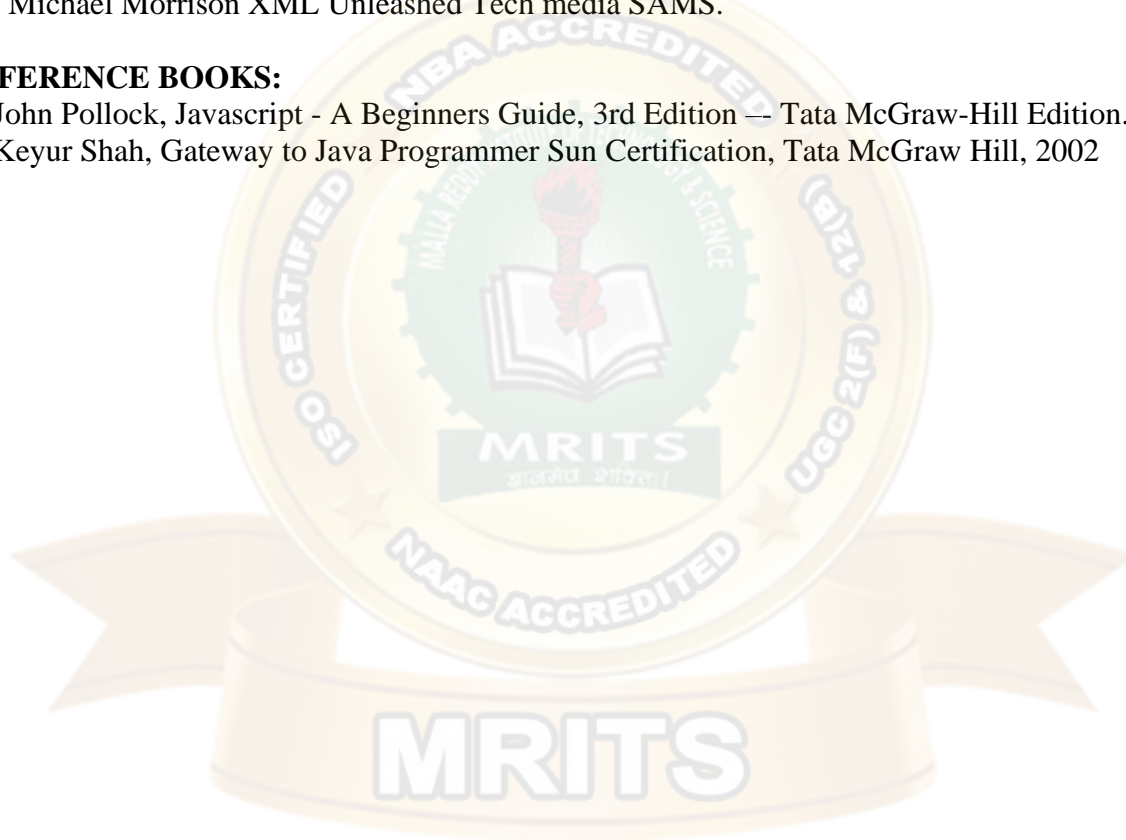 Michael Morrison XML Unleashed Tech media SAMS.
FERENCE BOOKS:
John Pollock, Javascript - A Beginners Guide, 3rd Edition –- Tata McGraw-Hill Edition.
Keyur Shah, Gateway to Java Programmer Sun Certification, Tata McGraw Hill, 2002
NBA ACCREDITED
ISO CERTIFIED
UGC 2(F) & 12(B)
MRITS
NAAC ACCREDITED
MRITS